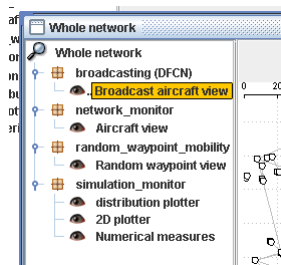 Whole network
Whole network
broadcasting (DFCN)
..Broadcast aircraft view
network_monitor
Aircraft view
random_waypoint_mobility
Random waypoint view
simulation_monitor
distribution plotter
2D plotter
Numerical measures
0